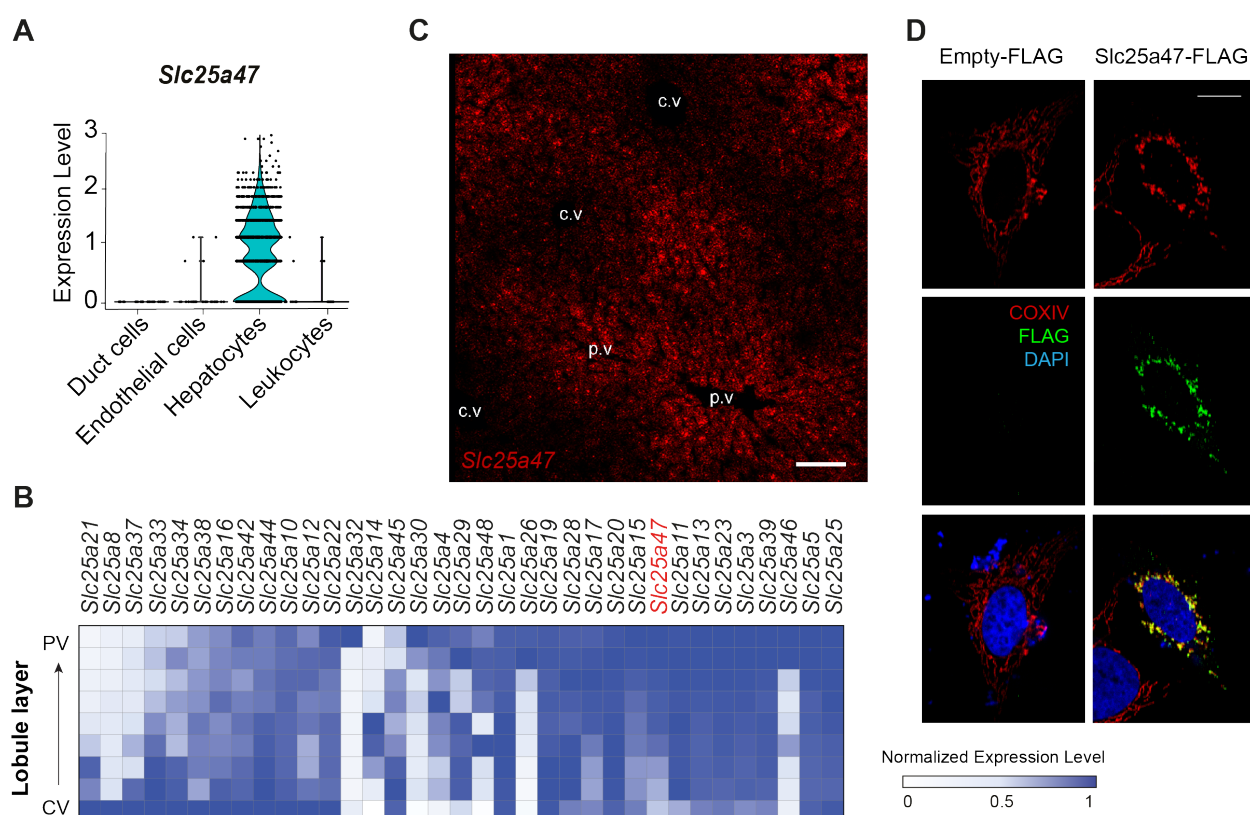 A
Slc25a47
Expression Level
3
2
1
0
Duct cells
Endothelial cells
Hepatocytes
Leukocytes
C
c.v
c.v
p.v
p.v
c.v
Slc25a47
D
Empty-FLAG
Slc25a47-FLAG
COXIV
FLAG
DAPI
B
Slc25a21
Slc25a8
Slc25a37
Slc25a33
Slc25a34
Slc25a38
Slc25a16
Slc25a42
Slc25a44
Slc25a10
Slc25a12
Slc25a22
Slc25a32
Slc25a14
Slc25a45
Slc25a30
Slc25a4
Slc25a29
Slc25a48
Slc25a1
Slc25a26
Slc25a19
Slc25a28
Slc25a17
Slc25a20
Slc25a15
Slc25a47
Slc25a11
Slc25a13
Slc25a23
Slc25a3
Slc25a39
Slc25a46
Slc25a5
Slc25a25
PV
Lobule layer
CV
Normalized Expression Level
0
0.5
1